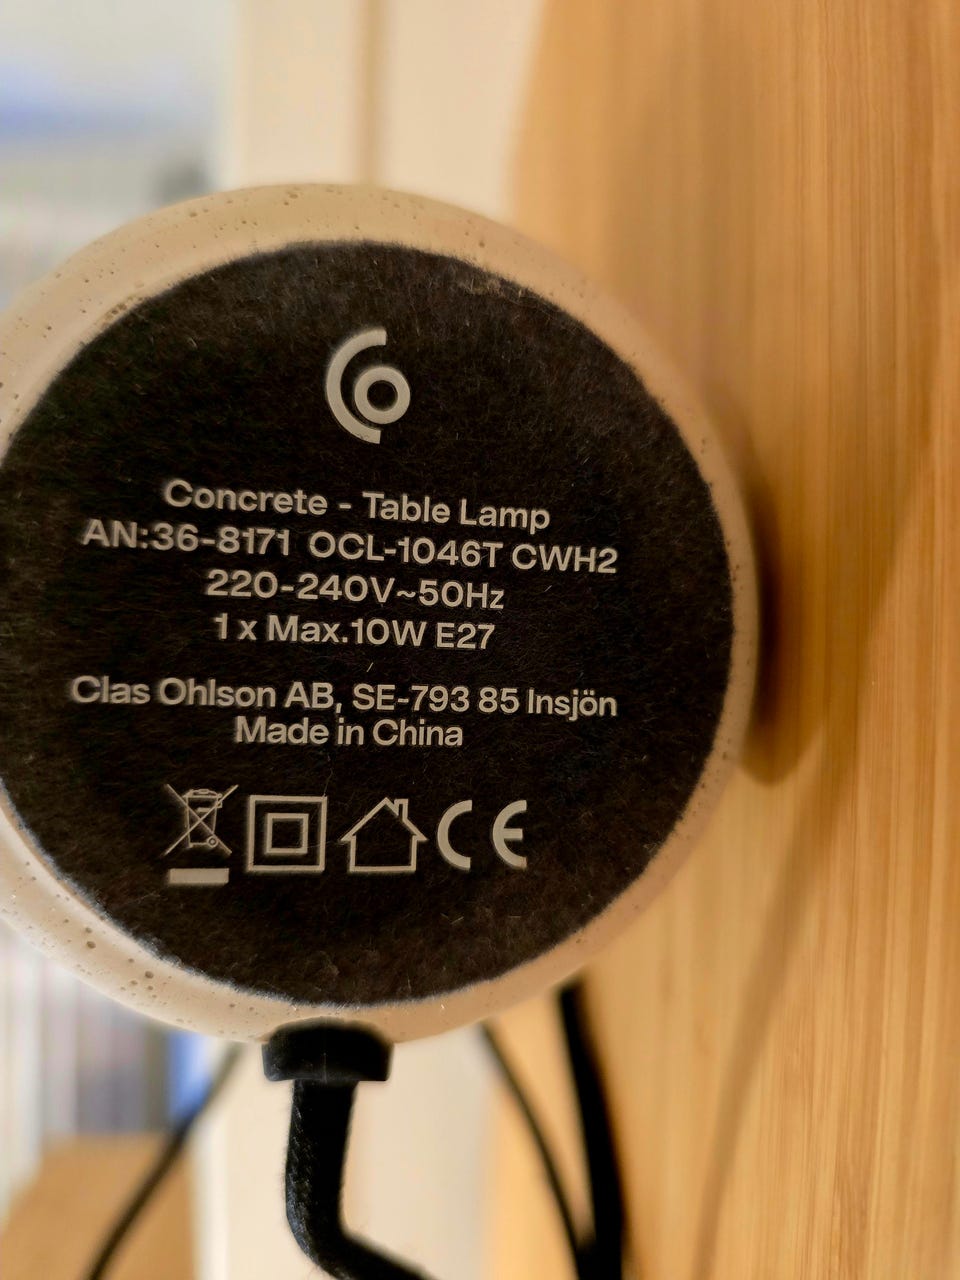 Concrete - Table Lamp
AN:36-8171 OCL-1046T CWH2
220-240V~50Hz
1 x Max.10W E27
Clas Ohlson AB, SE-793 85 Insjön
Made in China
CE